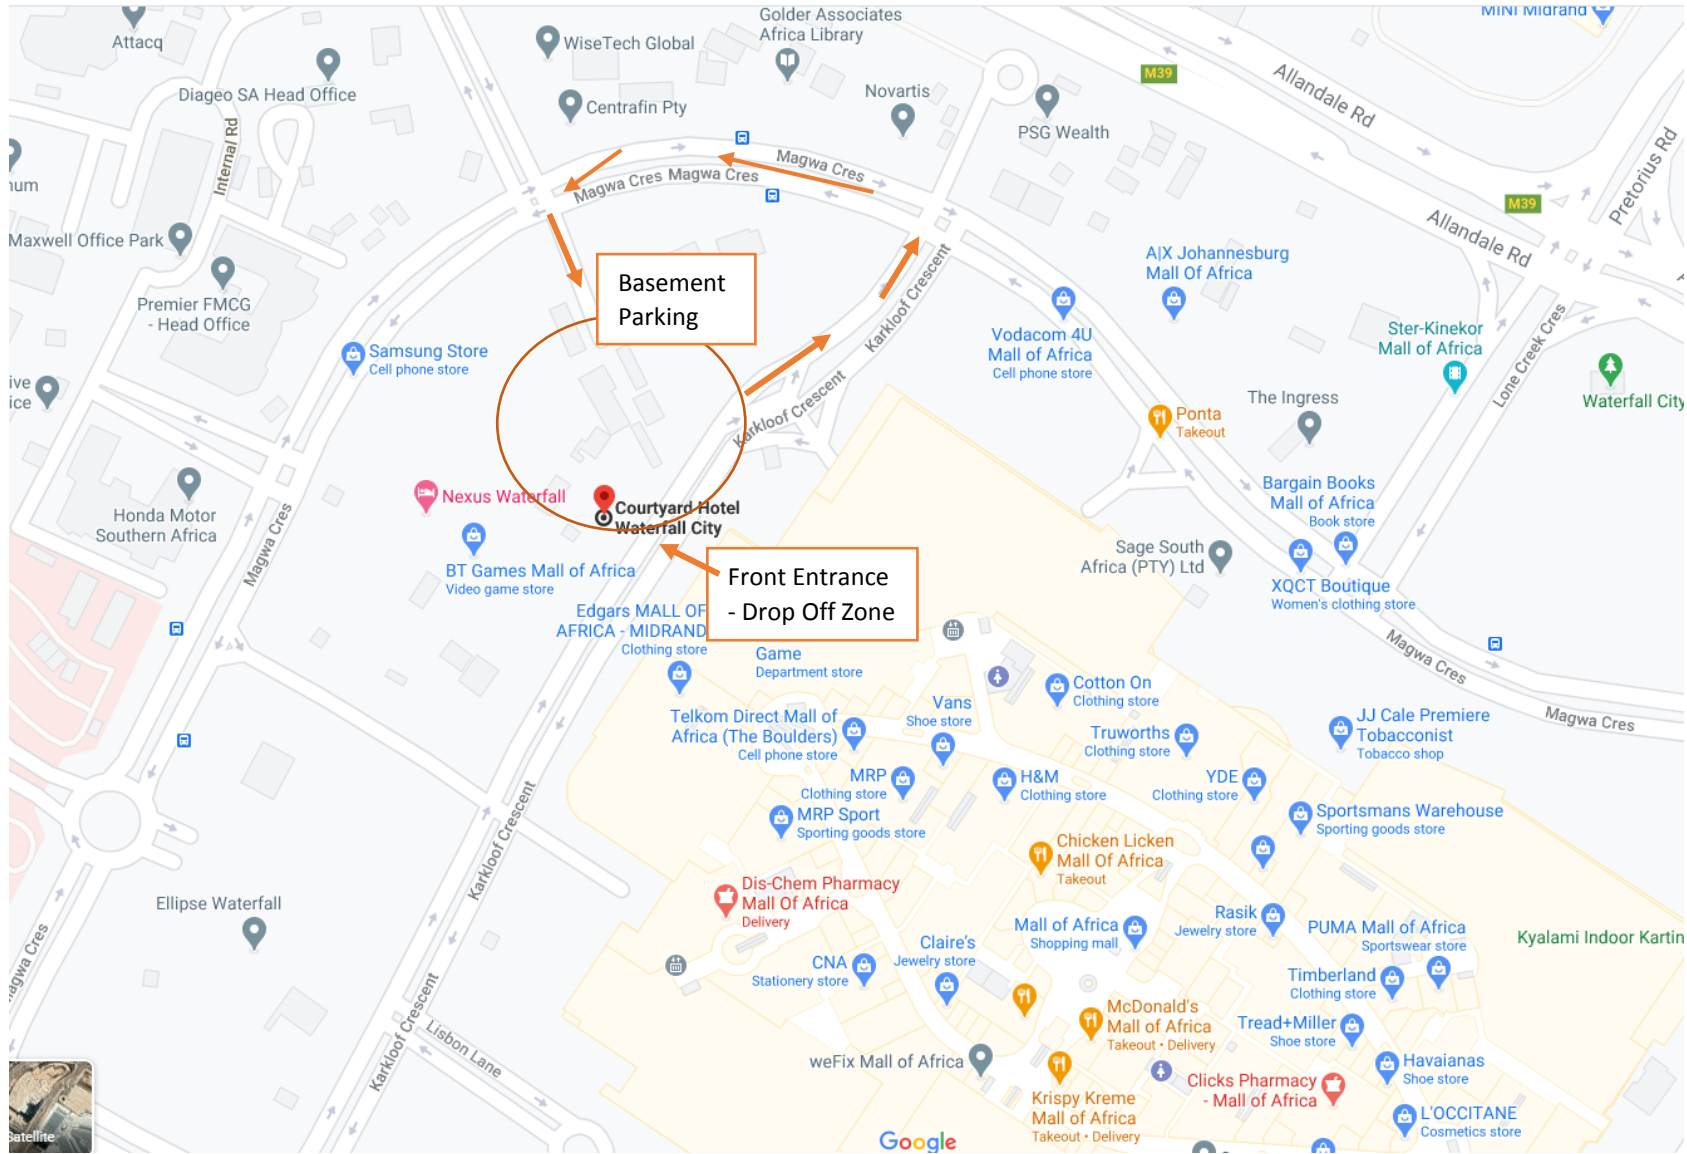 Attacq
WiseTech Global
Golder Associates
Africa Library
MINI Midrand
Diageo SA Head Office
Centrafin Pty
Novartis
M39
Allandale Rd
PSG Wealth
Internal Rd
Magwa Cres
Magwa Cres Magwa Cres
Pretorius Rd
M39
Allandale Rd
num
Maxwell Office Park
Premier FMCG
- Head Office
Basement
Parking
A|X Johannesburg
Mall Of Africa
Karkloof Crescent
Samsung Store
Cell phone store
Vodacom 4U
Mall of Africa
Cell phone store
Ster-Kinekor
Mall of Africa
Lone Creek Cres
ive
ice
Karkloof Crescent
Ponta
Takeout
The Ingress
Waterfall City
Nexus Waterfall
Courtyard Hotel
Waterfall City
Bargain Books
Mall of Africa
Book store
Honda Motor
Southern Africa
Magwa Cres
BT Games Mall of Africa
Video game store
Front Entrance
- Drop Off Zone
Sage South
Africa (PTY) Ltd
XQCT Boutique
Women's clothing store
Edgars MALL OF
AFRICA - MIDRAND
Clothing store
Game
Department store
Magwa Cres
Magwa Cres
Cotton On
Clothing store
Vans
Shoe store
Telkom Direct Mall of
Africa (The Boulders)
Cell phone store
Truworths
Clothing store
JJ Cale Premiere
Tobacconist
Tobacco shop
MRP
Clothing store
H&M
Clothing store
YDE
Clothing store
MRP Sport
Sporting goods store
Sportsmans Warehouse
Sporting goods store
Karkloof Crescent
Chicken Licken
Mall Of Africa
Takeout
Ellipse Waterfall
Dis-Chem Pharmacy
Mall Of Africa
Delivery
Mall of Africa
Shopping mall
Rasik
Jewelry store
PUMA Mall of Africa
Sportswear store
Kyalami Indoor Kartin
Magwa Cres
CNA
Stationery store
Claire's
Jewelry store
Timberland
Clothing store
Karkloof Crescent
Lisbon Lane
McDonald's
Mall of Africa
Takeout • Delivery
Tread+Miller
Shoe store
weFix Mall of Africa
Havaianas
Shoe store
Krispy Kreme
Mall of Africa
Takeout • Delivery
Clicks Pharmacy
- Mall of Africa
L'OCCITANE
Cosmetics store
Satellite
Google